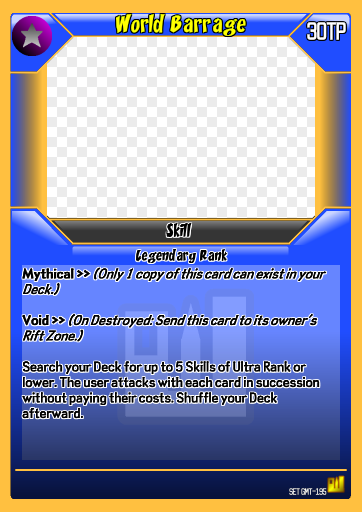 World Barrage
30TP
Skill
Legendary Rank
Mythical >> (Only 1 copy of this card can exist in your
Deck.)
Void >> (On Destroyed: Send this card to its owner's
Rift Zone.)
Search your Deck for up to 5 Skills of Ultra Rank or
lower. The user attacks with each card in succession
without paying their costs. Shuffle your Deck
afterward.
SET GMT-195